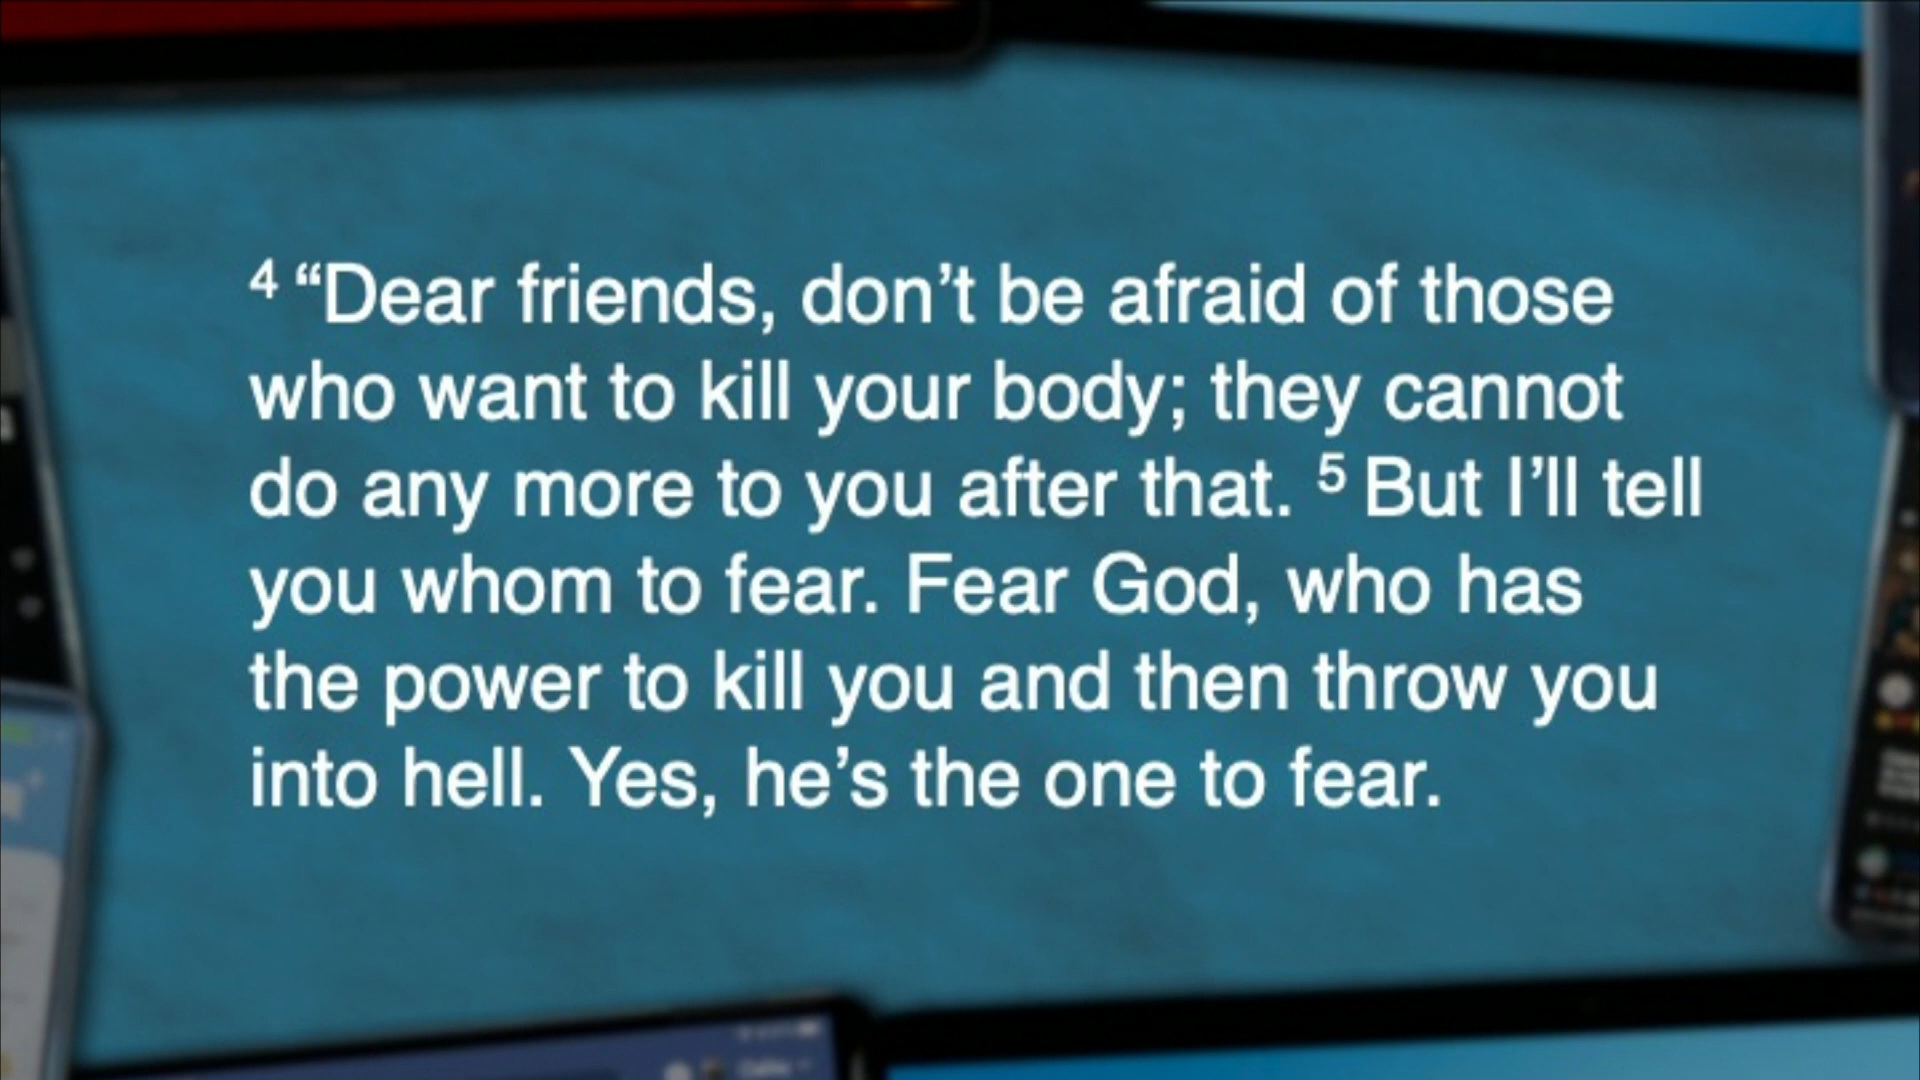 4 “Dear friends, don’t be afraid of those
who want to kill your body; they cannot
do any more to you after that. 5 But I’ll tell
you whom to fear. Fear God, who has
the power to kill you and then throw you
into hell. Yes, he’s the one to fear.